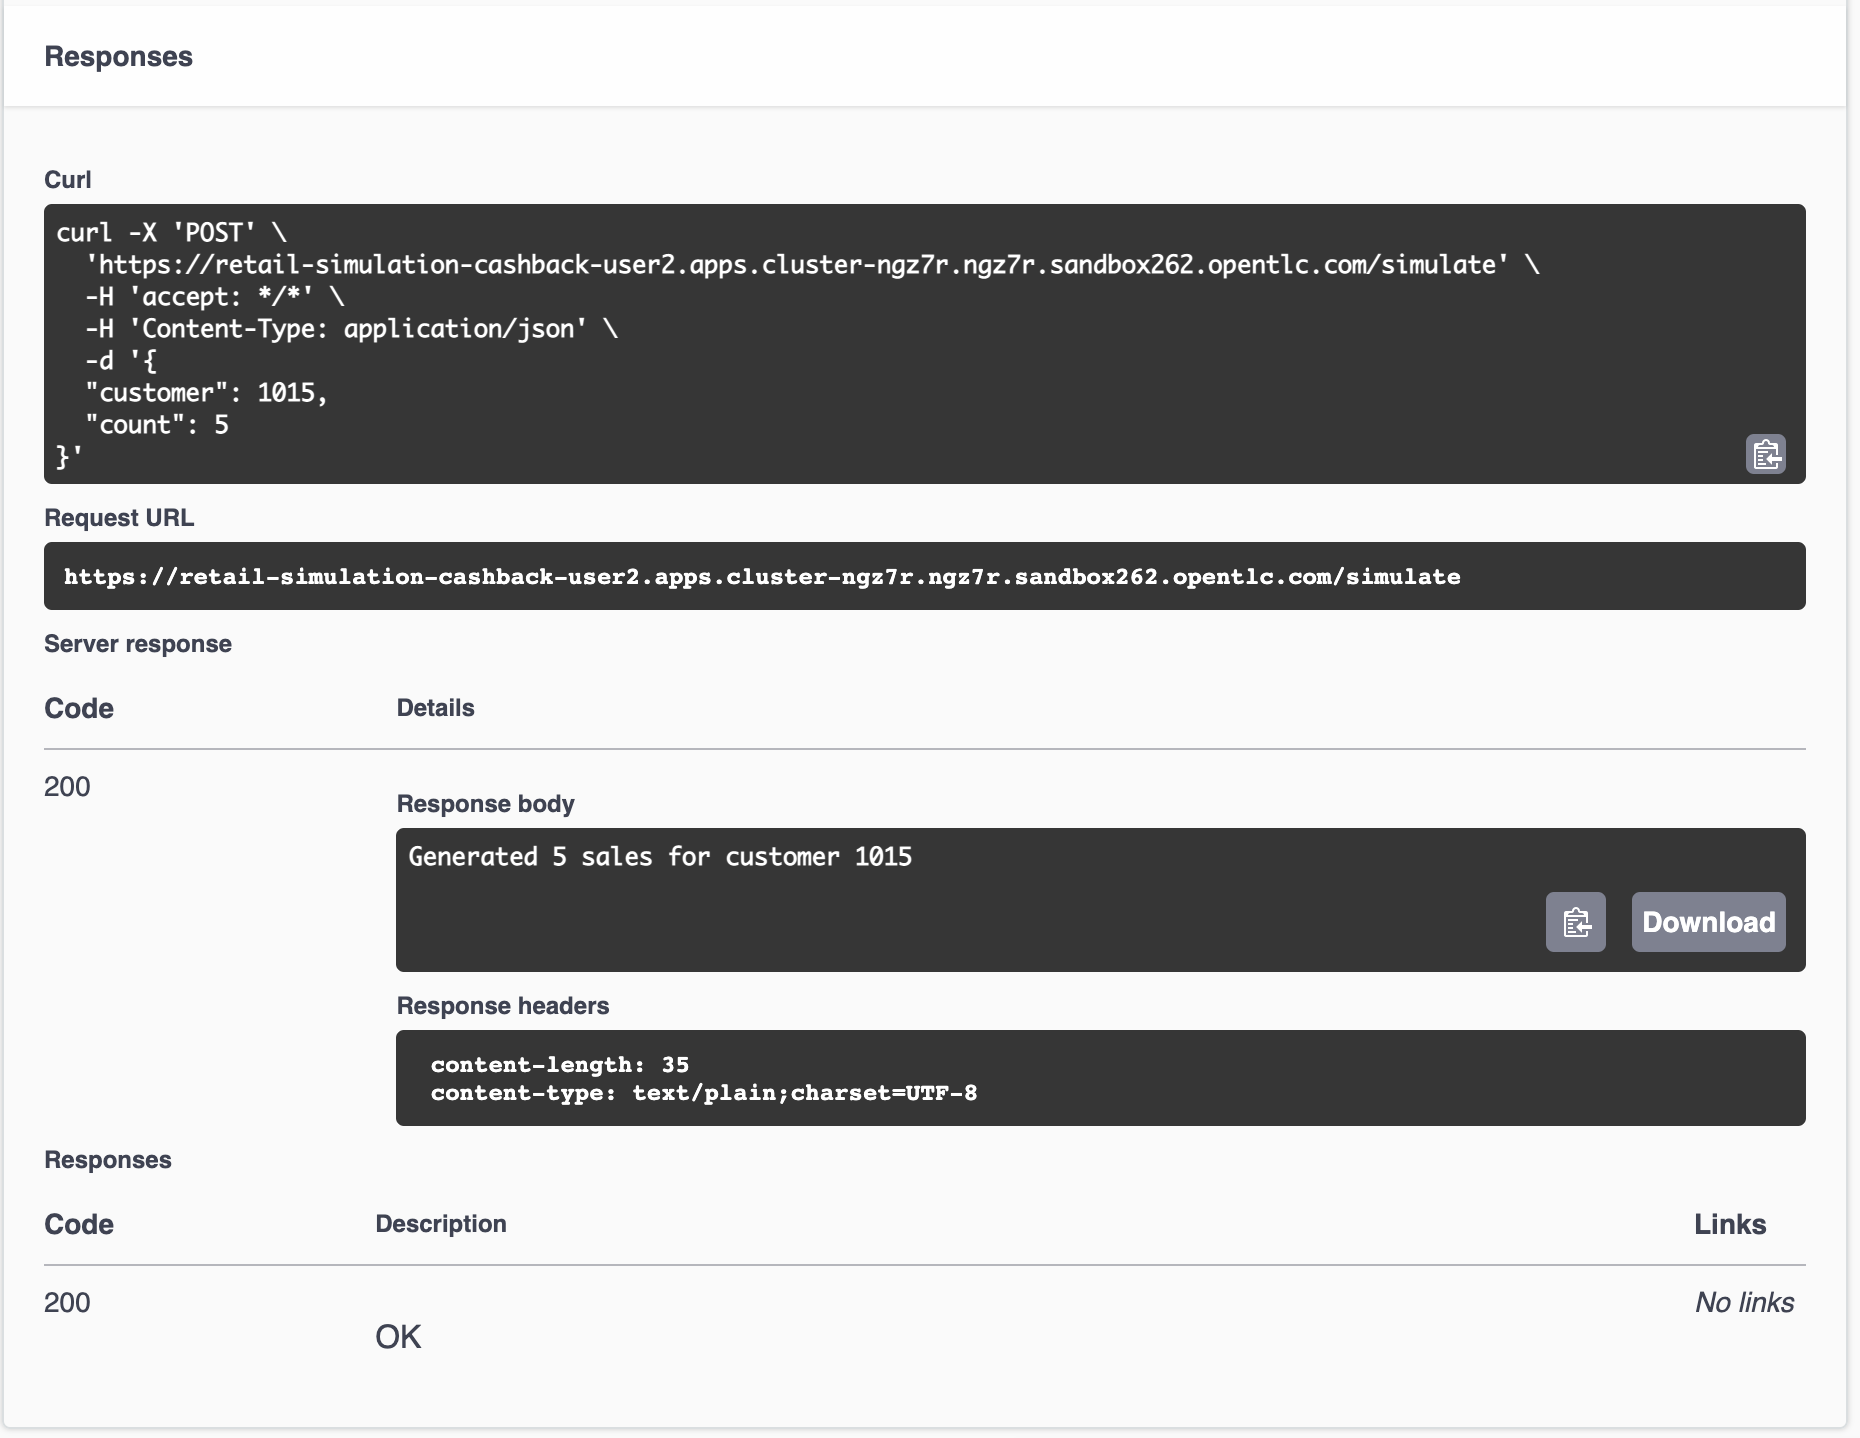 Responses
Curl
curl -X 'POST' \
  'https://retail-simulation-cashback-user2.apps.cluster-ngz7r.ngz7r.sandbox262.opentlc.com/simulate' \
  -H 'accept: */*' \
  -H 'Content-Type: application/json' \
  -d '{
  "customer": 1015,
  "count": 5
}'
Request URL
https://retail-simulation-cashback-user2.apps.cluster-ngz7r.ngz7r.sandbox262.opentlc.com/simulate
Server response
Code Details
200
Response body
Generated 5 sales for customer 1015
Download
Response headers
content-length: 35
content-type: text/plain;charset=UTF-8
Responses
Code Description Links
200 No links
OK